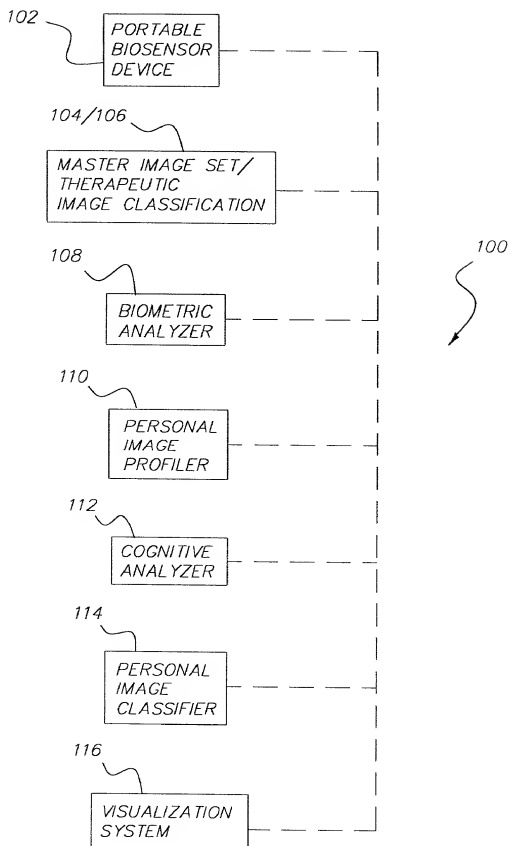 102
PORTABLE
BIOSENSOR
DEVICE
104/106
MASTER IMAGE SET/
THERAPEUTIC
IMAGE CLASSIFICATION
100
108
BIOMETRIC
ANALYZER
110
PERSONAL
IMAGE
PROFILER
112
COGNITIVE
ANALYZER
114
PERSONAL
IMAGE
CLASSIFIER
116
VISUALIZATION
SYSTEM